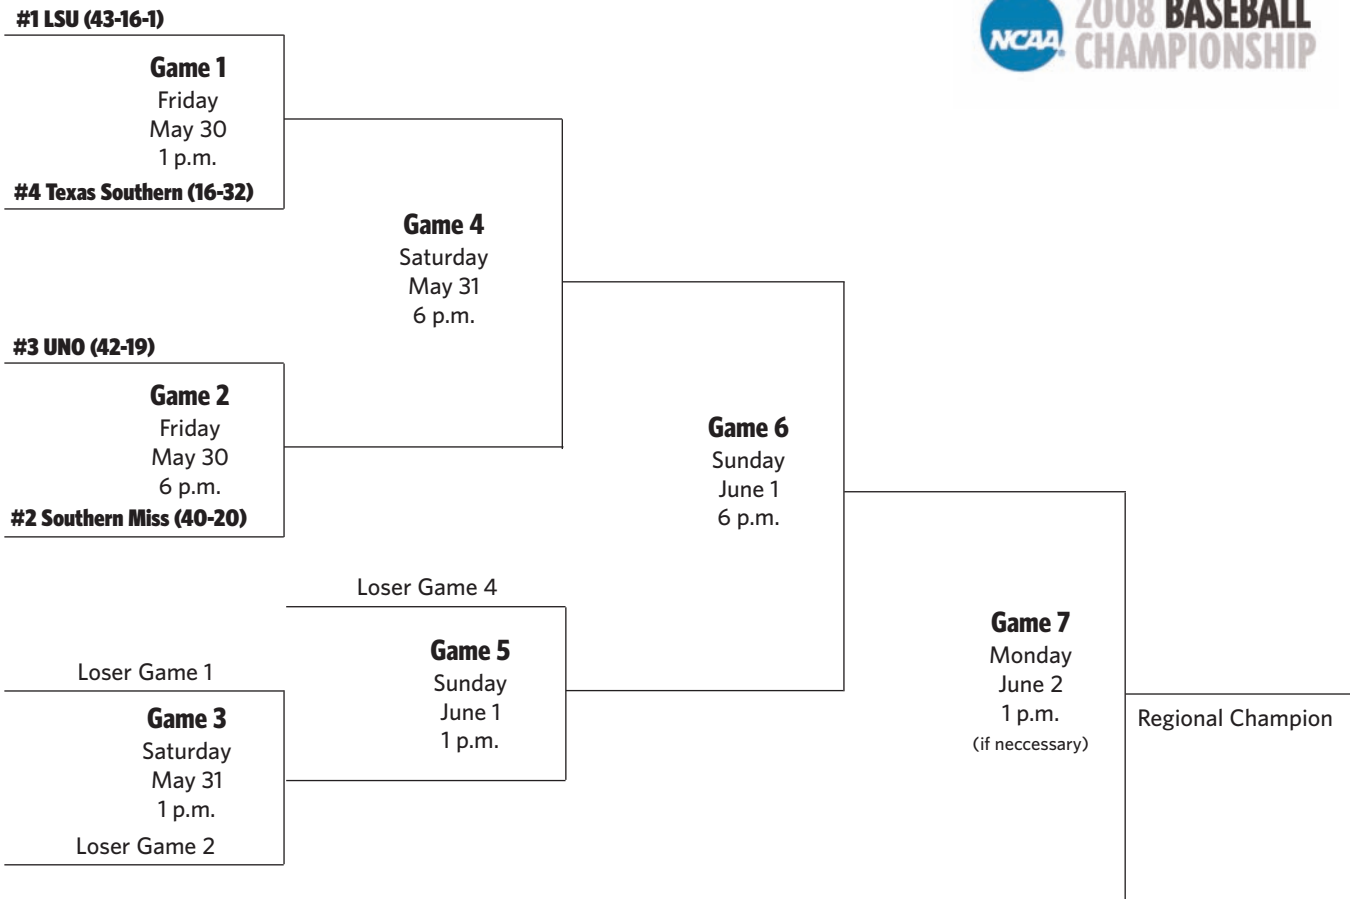 #1 LSU (43-16-1)
Game 1
Friday
May 30
1 p.m.
#4 Texas Southern (16-32)
NCAA
2008 BASEBALL
CHAMPIONSHIP
Game 4
Saturday
May 31
6 p.m.
#3 UNO (42-19)
Game 2
Friday
May 30
6 p.m.
#2 Southern Miss (40-20)
Game 6
Sunday
June 1
6 p.m.
Loser Game 4
Game 5
Sunday
June 1
1 p.m.
Loser Game 1
Game 3
Saturday
May 31
1 p.m.
Loser Game 2
Game 7
Monday
June 2
1 p.m.
(if neccessary)
Regional Champion